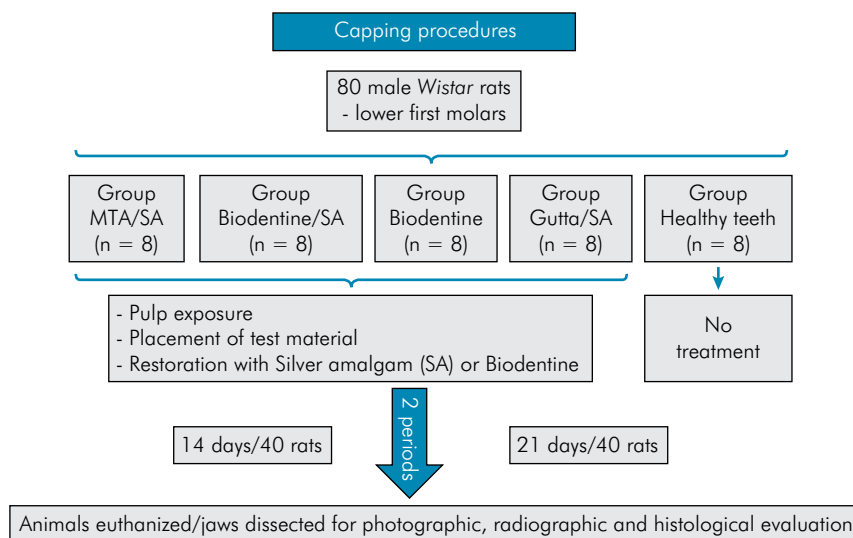 Capping procedures
80 male Wistar rats
- lower first molars
Group
MTA/SA
(n = 8)
Group
Biodentine/SA
(n = 8)
Group
Biodentine
(n = 8)
Group
Gutta/SA
(n = 8)
Group
Healthy teeth
(n = 8)
- Pulp exposure
- Placement of test material
- Restoration with Silver amalgam (SA) or Biodentine
No
treatment
2 periods
14 days/40 rats
21 days/40 rats
Animals euthanized/jaws dissected for photographic, radiographic and histological evaluation